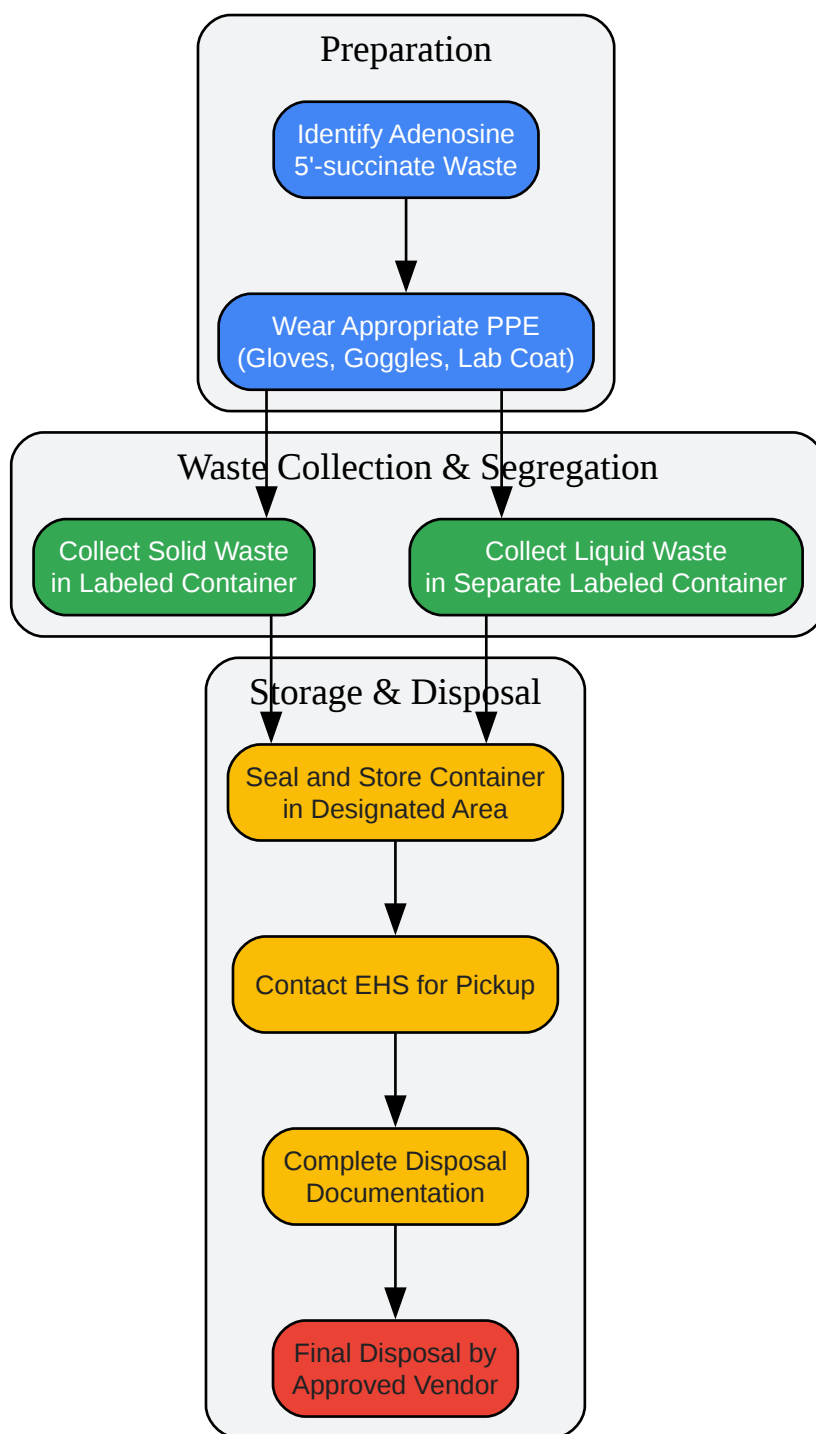 Preparation
Identify Adenosine
5'-succinate Waste
Wear Appropriate PPE
(Gloves, Goggles, Lab Coat)
Waste Collection & Segregation
Collect Solid Waste
in Labeled Container
Collect Liquid Waste
in Separate Labeled Container
Storage & Disposal
Seal and Store Container
in Designated Area
Contact EHS for Pickup
Complete Disposal
Documentation
Final Disposal by
Approved Vendor